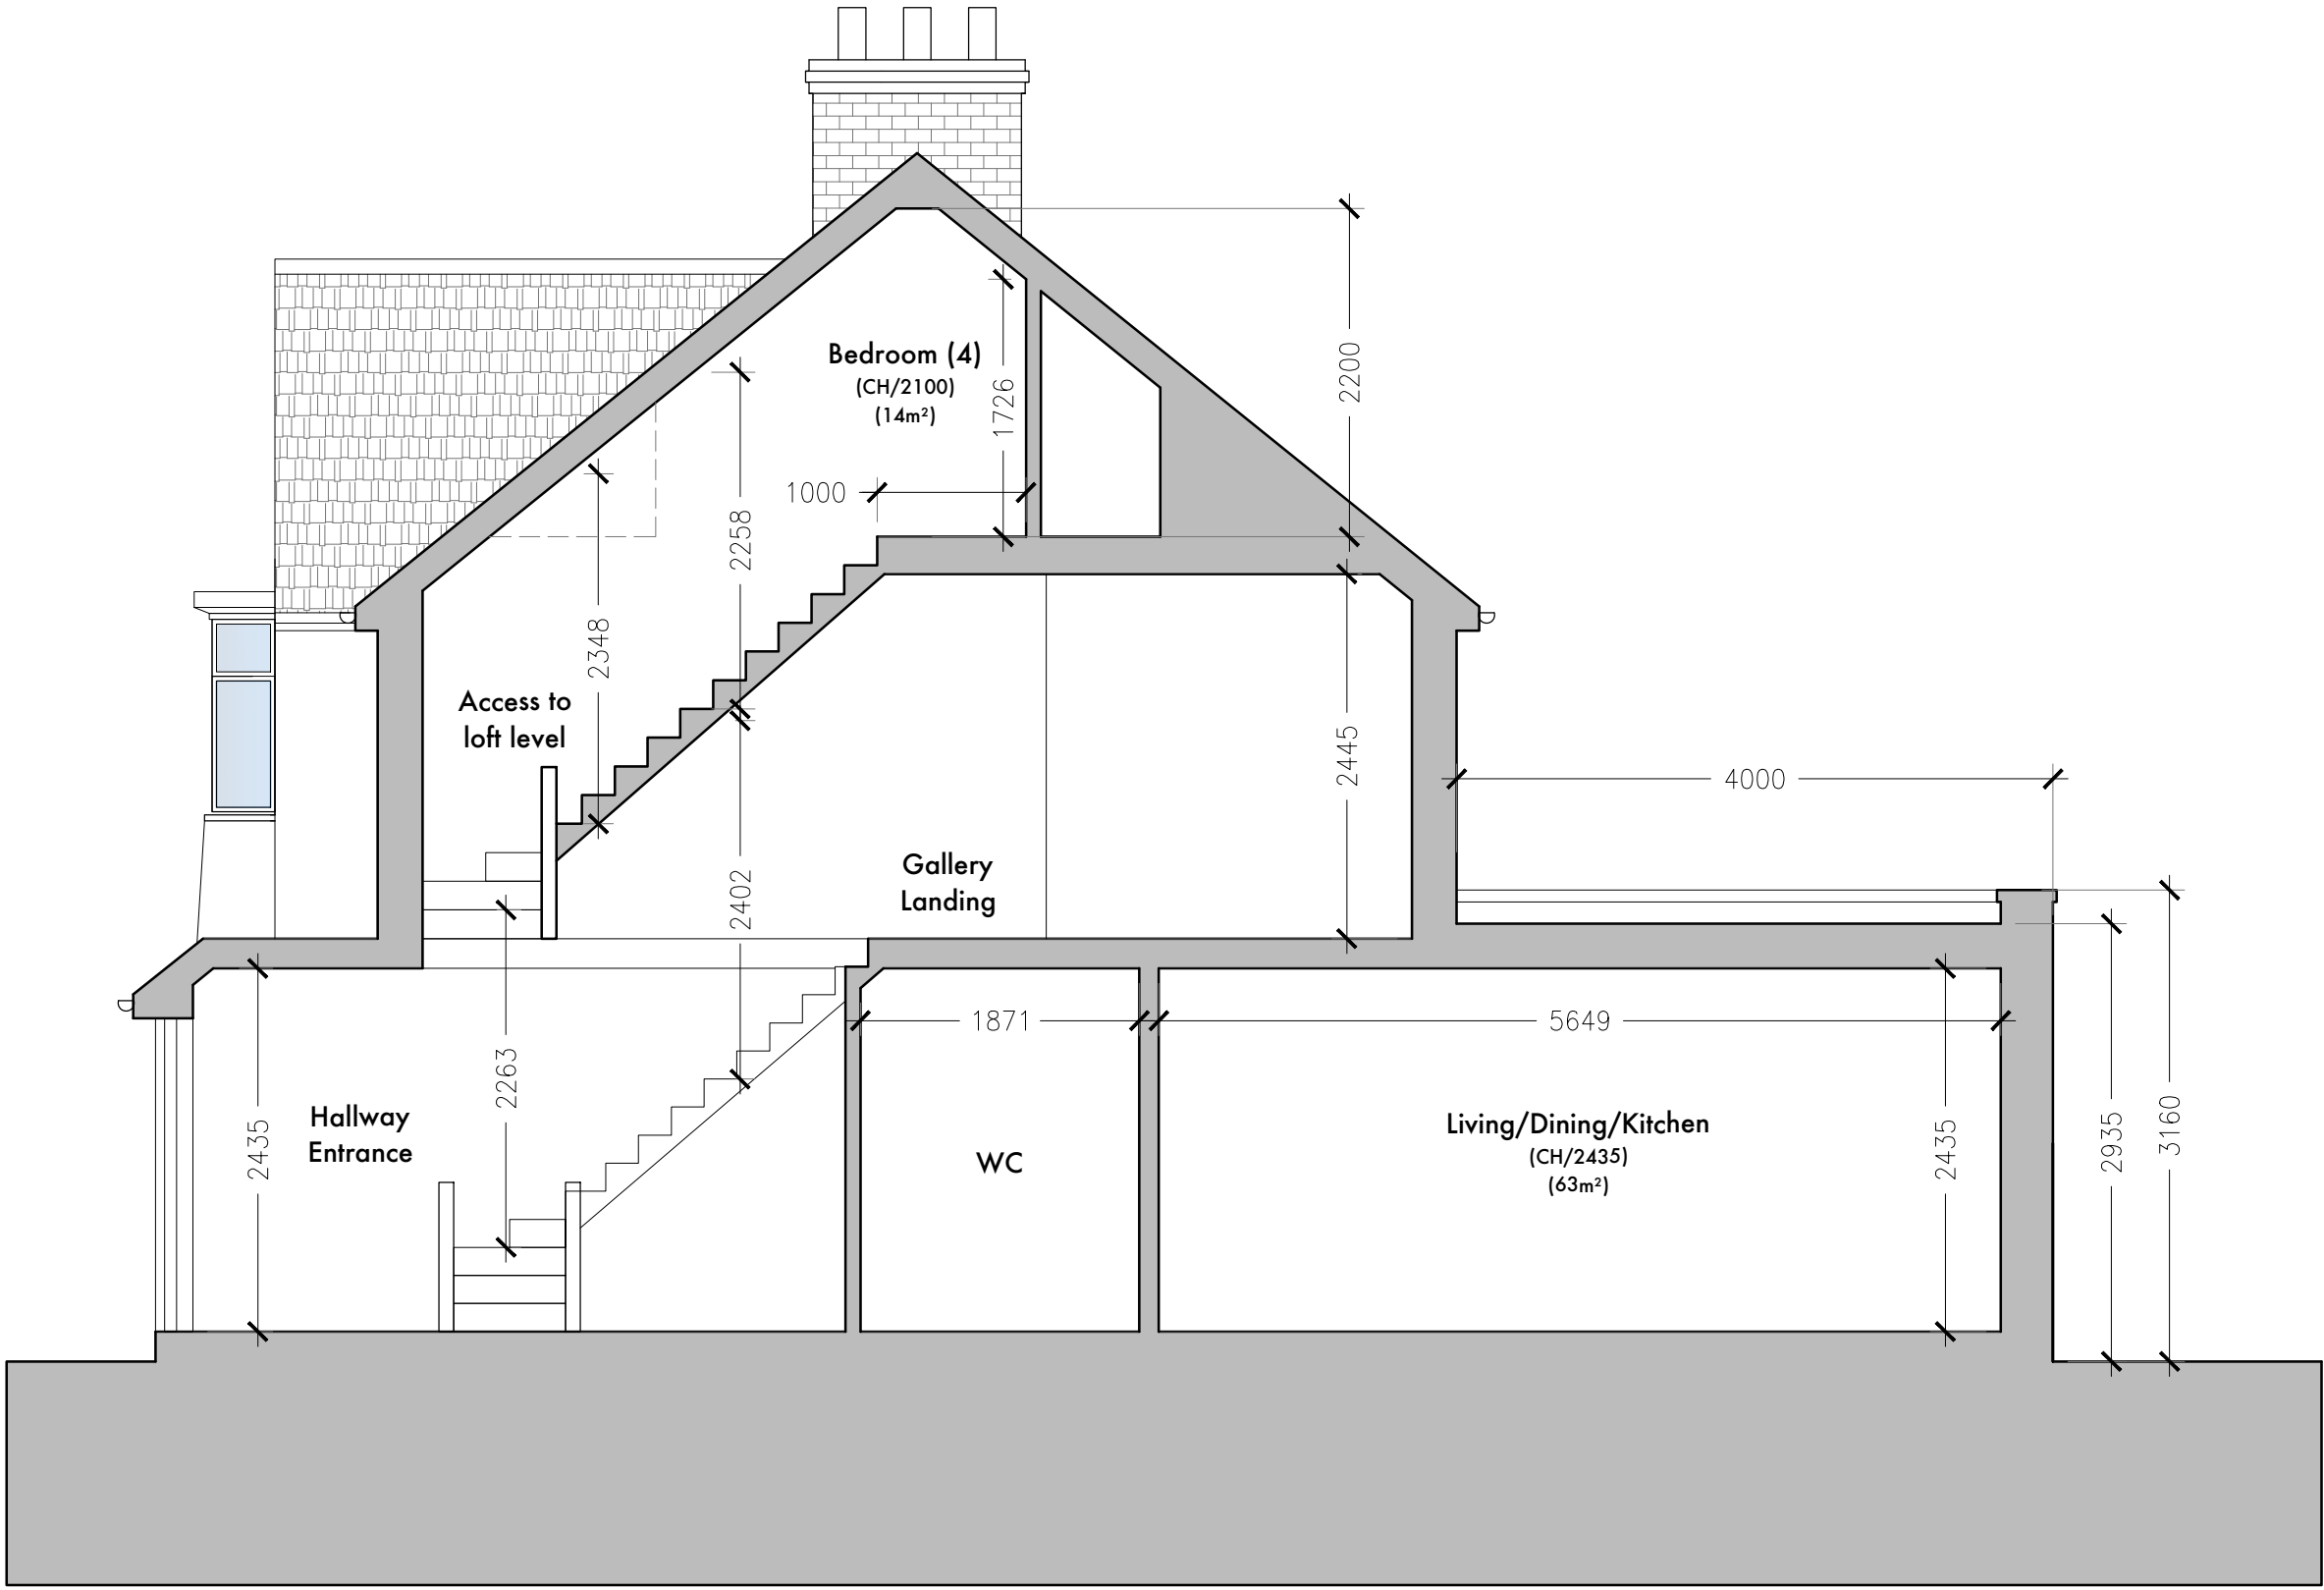 2200
Bedroom (4)
(CH/2100)
(14m²)
1726
1000
2258
2348
Access to
loft level
2445
4000
Gallery
Landing
2402
2263
1871
5649
Hallway
Entrance
2435
WC
Living/Dining/Kitchen
(CH/2435)
(63m²)
2435
2935
3160